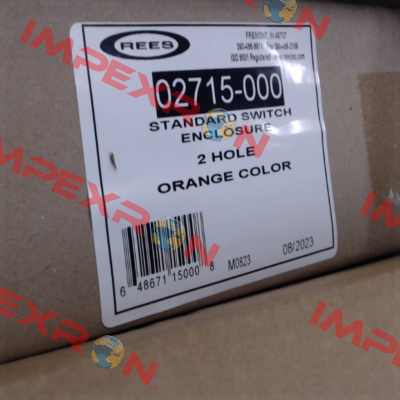 REES
FREMONT, IN 46737
02715-000
STANDARD SWITCH
ENCLOSURE
2 HOLE
ORANGE COLOR
6 48671 15000 8
M0823
08/2023
IMPEXRON
IMPEXRON
IMPEXRON
IMPEXRON